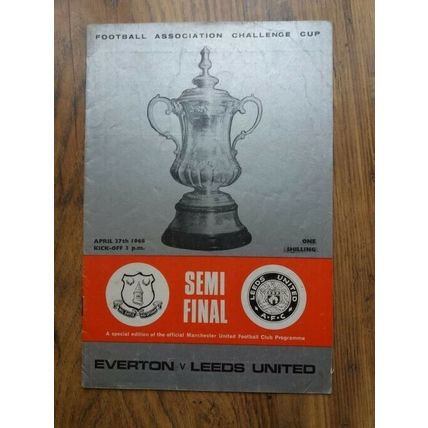 FOOTBALL ASSOCIATION CHALLENGE CUP
APRIL 27th 1968
KICK-OFF 3 p.m.
ONE
SHILLING
SEMI
FINAL
LEEDS UNITED
A·F·C
A special edition of the official Manchester United Football Club Programme
EVERTON v LEEDS UNITED